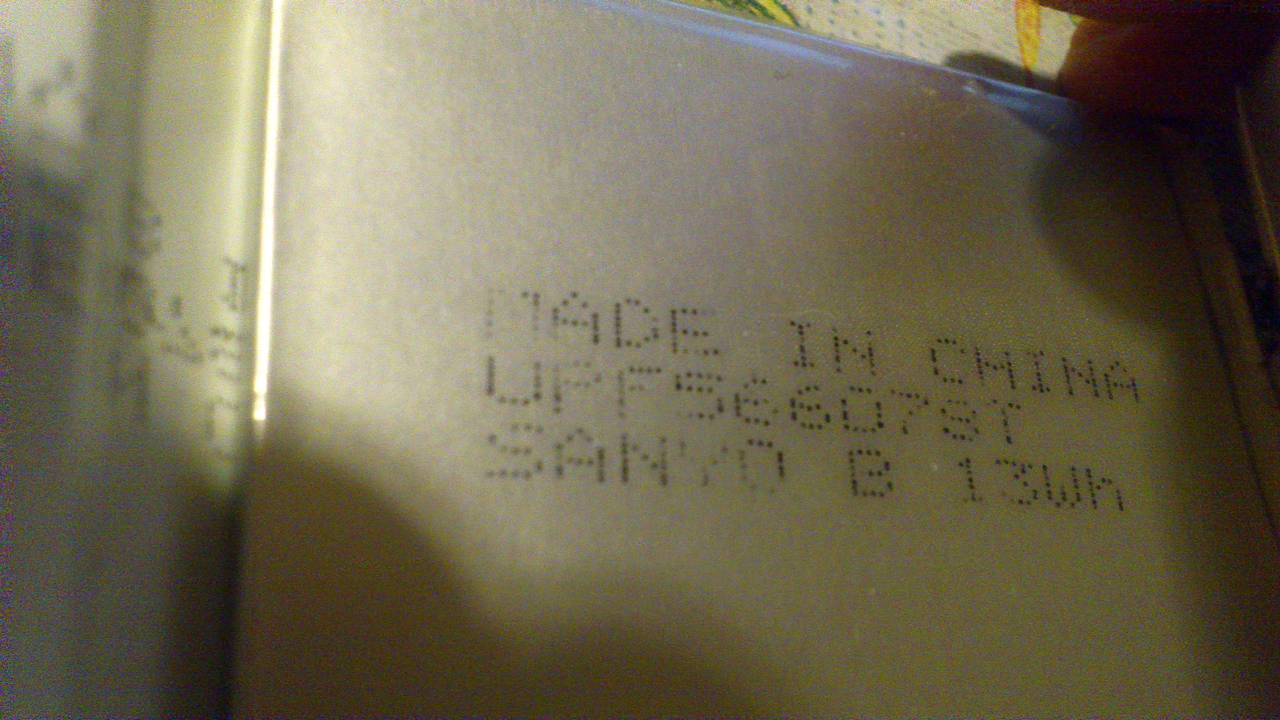 MADE IN CHINA
UPF56607ST
SANYO B 13Wh